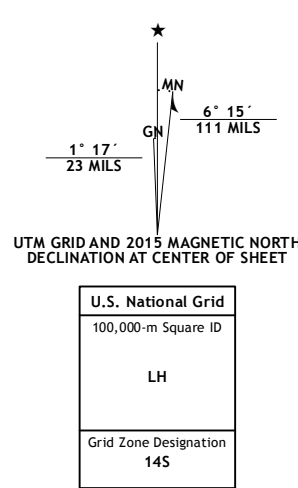 MN
6° 15´
111 MILS
GN
1° 17´
23 MILS
UTM GRID AND 2015 MAGNETIC NORTH
DECLINATION AT CENTER OF SHEET
U.S. National Grid
100,000-m Square ID
LH
Grid Zone Designation
14S